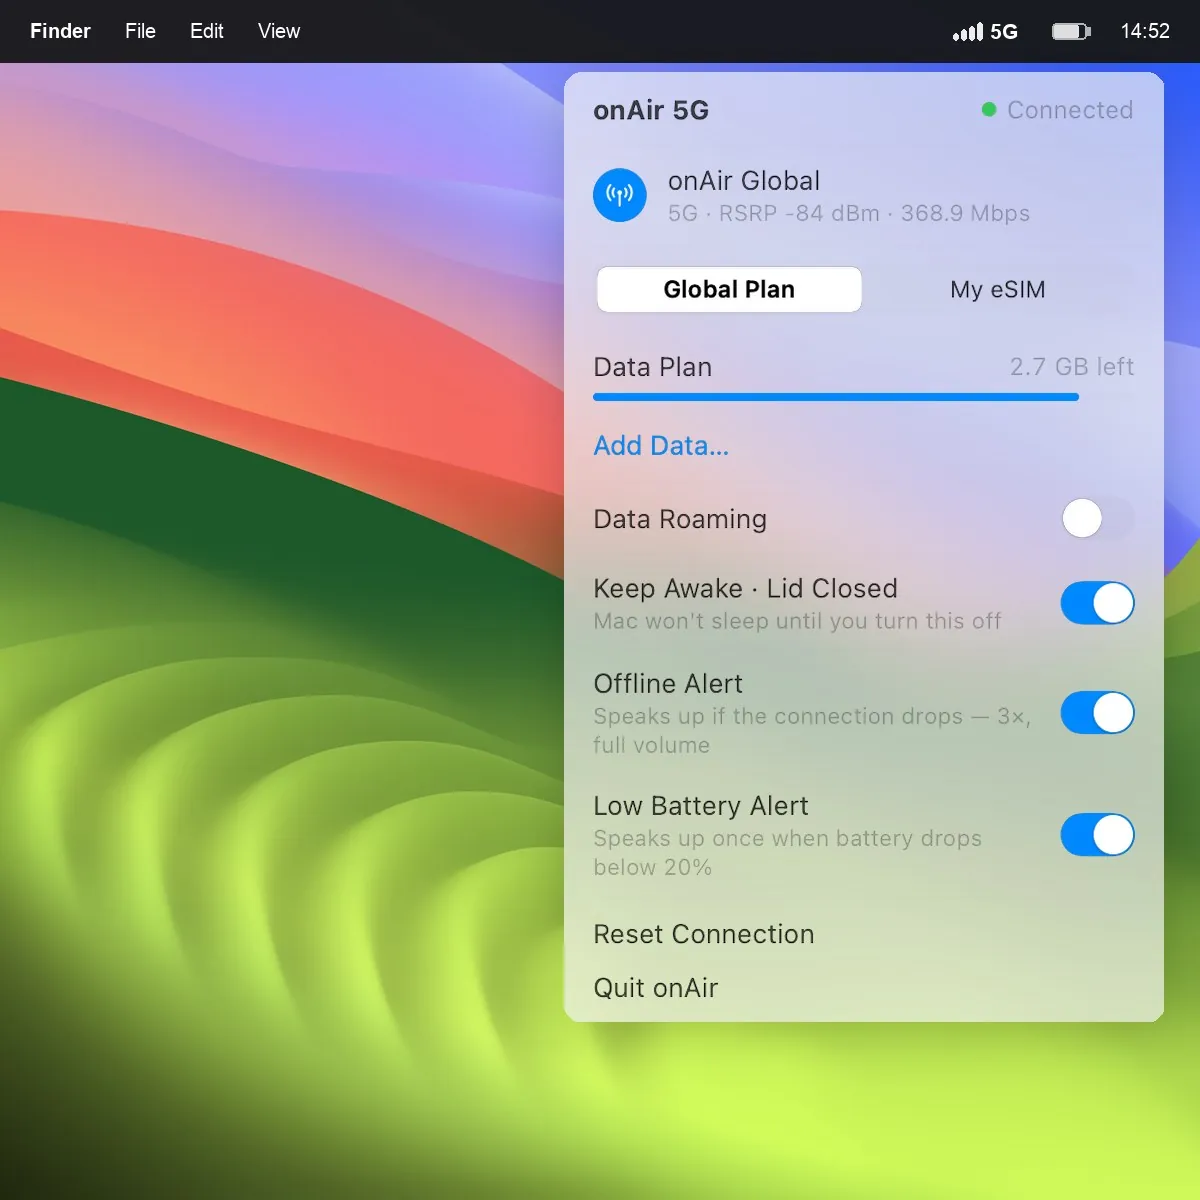 Finder File Edit View 5G 14:52
onAir 5G Connected
onAir Global
5G · RSRP -84 dBm · 368.9 Mbps
Global Plan My eSIM
Data Plan 2.7 GB left
Add Data...
Data Roaming
Keep Awake · Lid Closed
Mac won't sleep until you turn this off
Offline Alert
Speaks up if the connection drops — 3×,
full volume
Low Battery Alert
Speaks up once when battery drops
below 20%
Reset Connection
Quit onAir